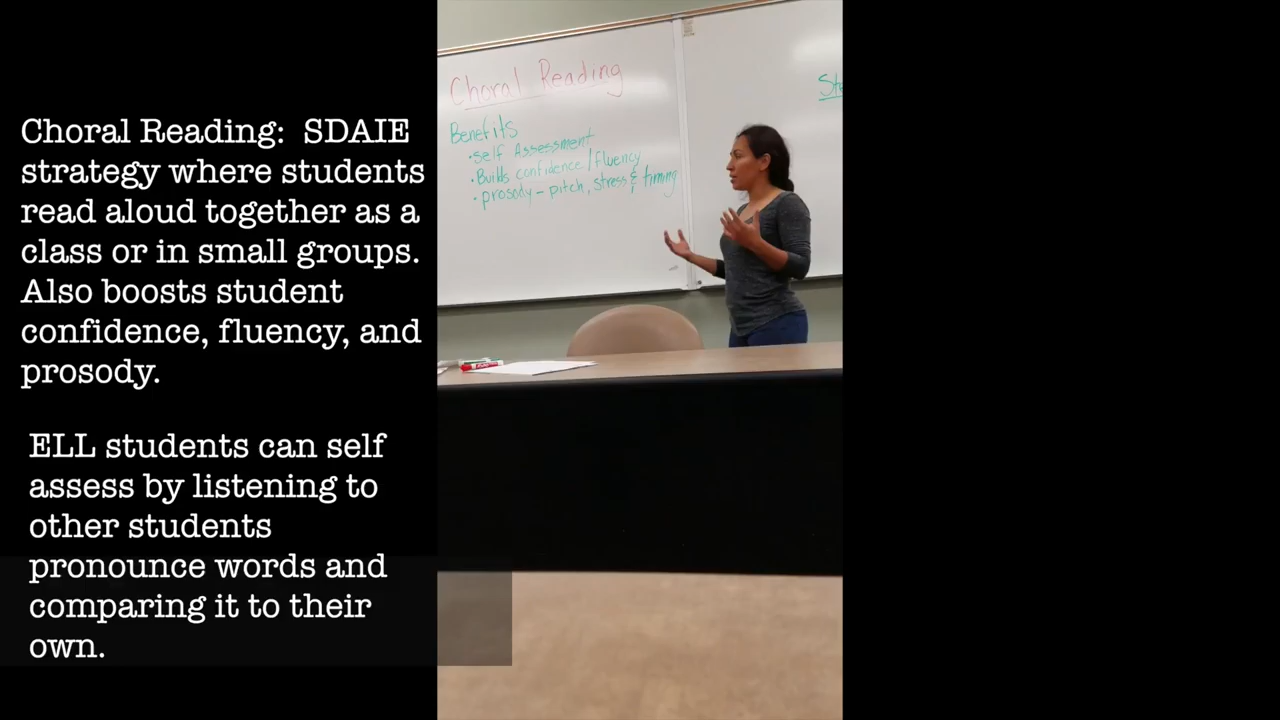 Choral Reading:  SDAIE
strategy where students
read aloud together as a
class or in small groups.
Also boosts student
confidence, fluency, and
prosody.
ELL students can self
assess by listening to
other students
pronounce words and
comparing it to their
own.
Choral Reading
Benefits
• Self Assessment
• Builds confidence/fluency
• prosody – pitch, stress & timing